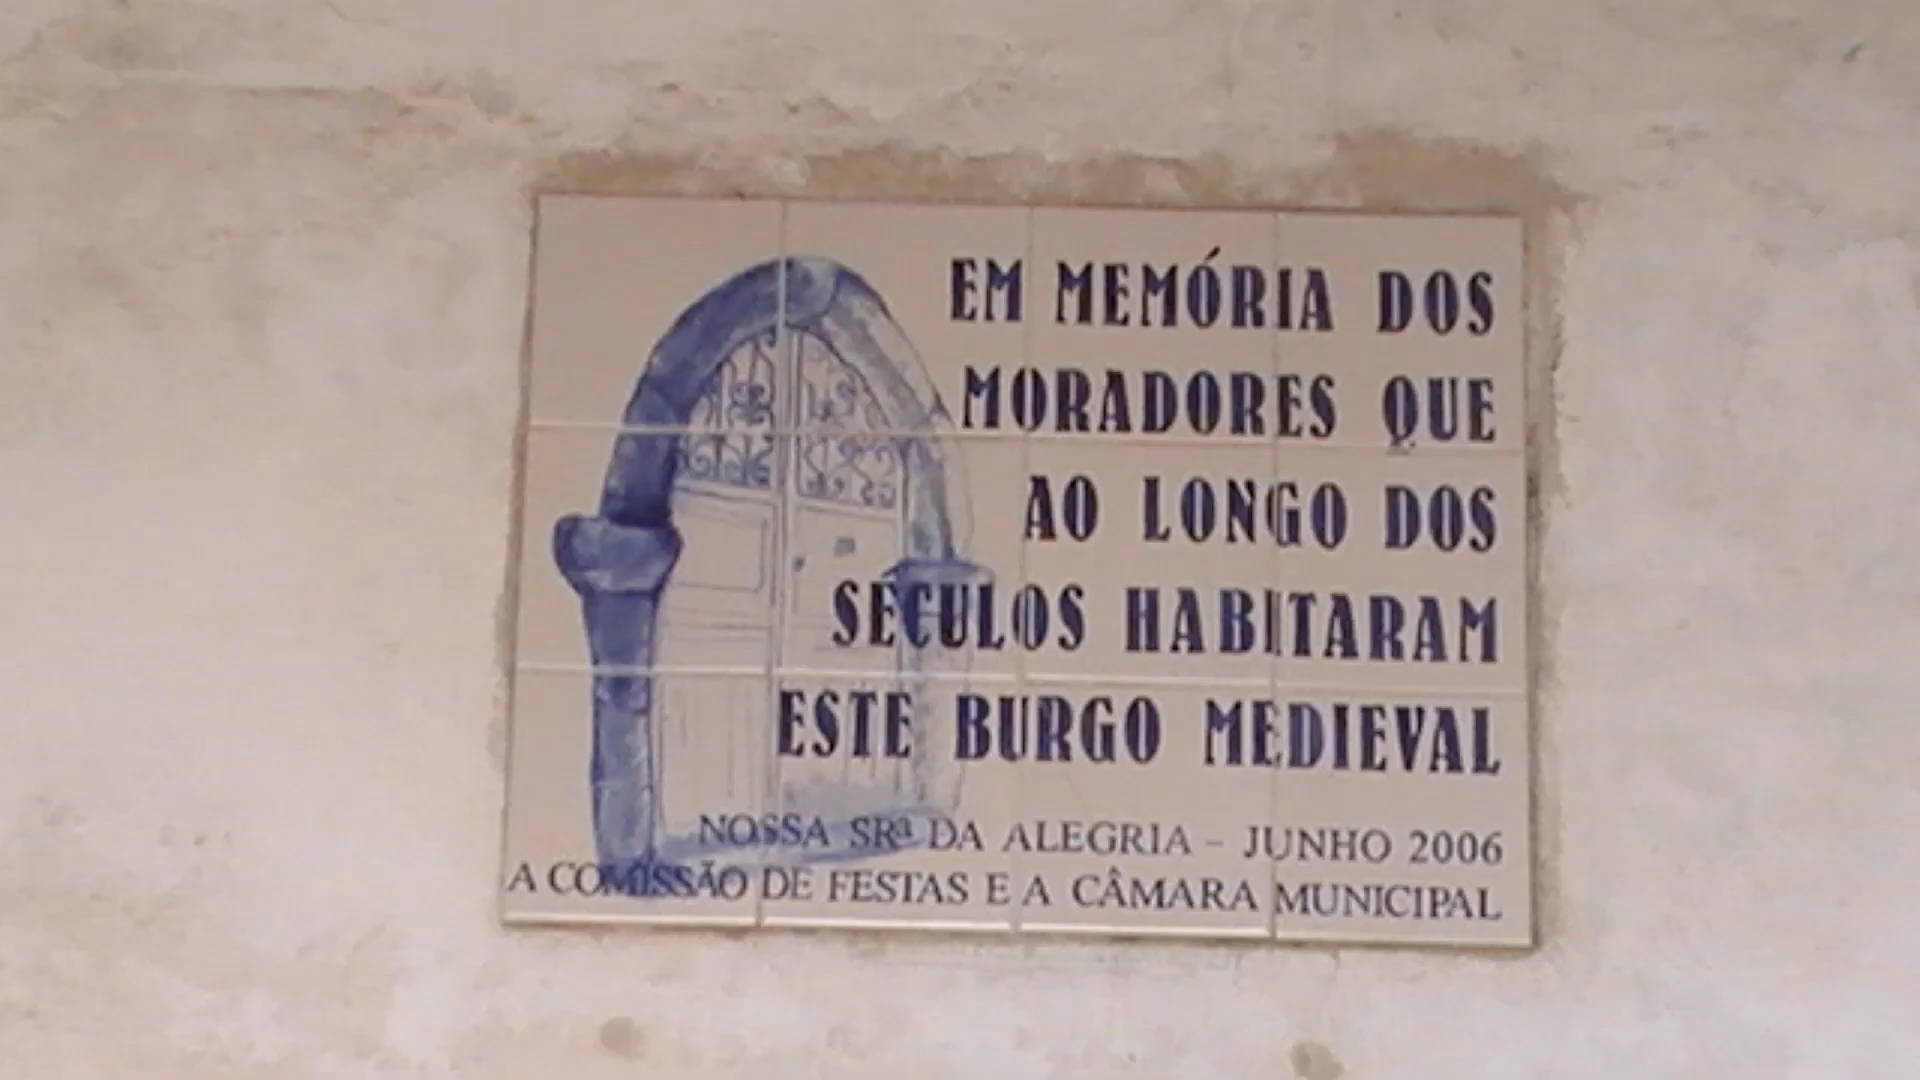 EM MEMÓRIA DOS
MORADORES QUE
AO LONGO DOS
SÉCULOS HABITARAM
ESTE BURGO MEDIEVAL
NOSSA SRª DA ALEGRIA – JUNHO 2006
A COMISSÃO DE FESTAS E A CÂMARA MUNICIPAL